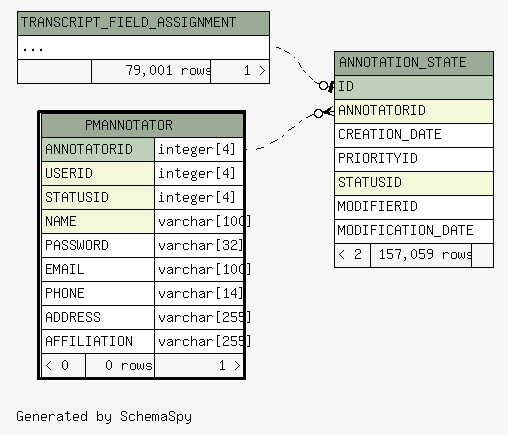 TRANSCRIPT_FIELD_ASSIGNMENT
...
79,001 rows 1 >
ANNOTATION_STATE
ID
ANNOTATORID
CREATION_DATE
PRIORITYID
STATUSID
MODIFIERID
MODIFICATION_DATE
< 2 157,059 rows
PMANNOTATOR
ANNOTATORID integer[4]
USERID integer[4]
STATUSID integer[4]
NAME varchar[100]
PASSWORD varchar[32]
EMAIL varchar[100]
PHONE varchar[14]
ADDRESS varchar[255]
AFFILIATION varchar[255]
< 0 0 rows 1 >
Generated by SchemaSpy